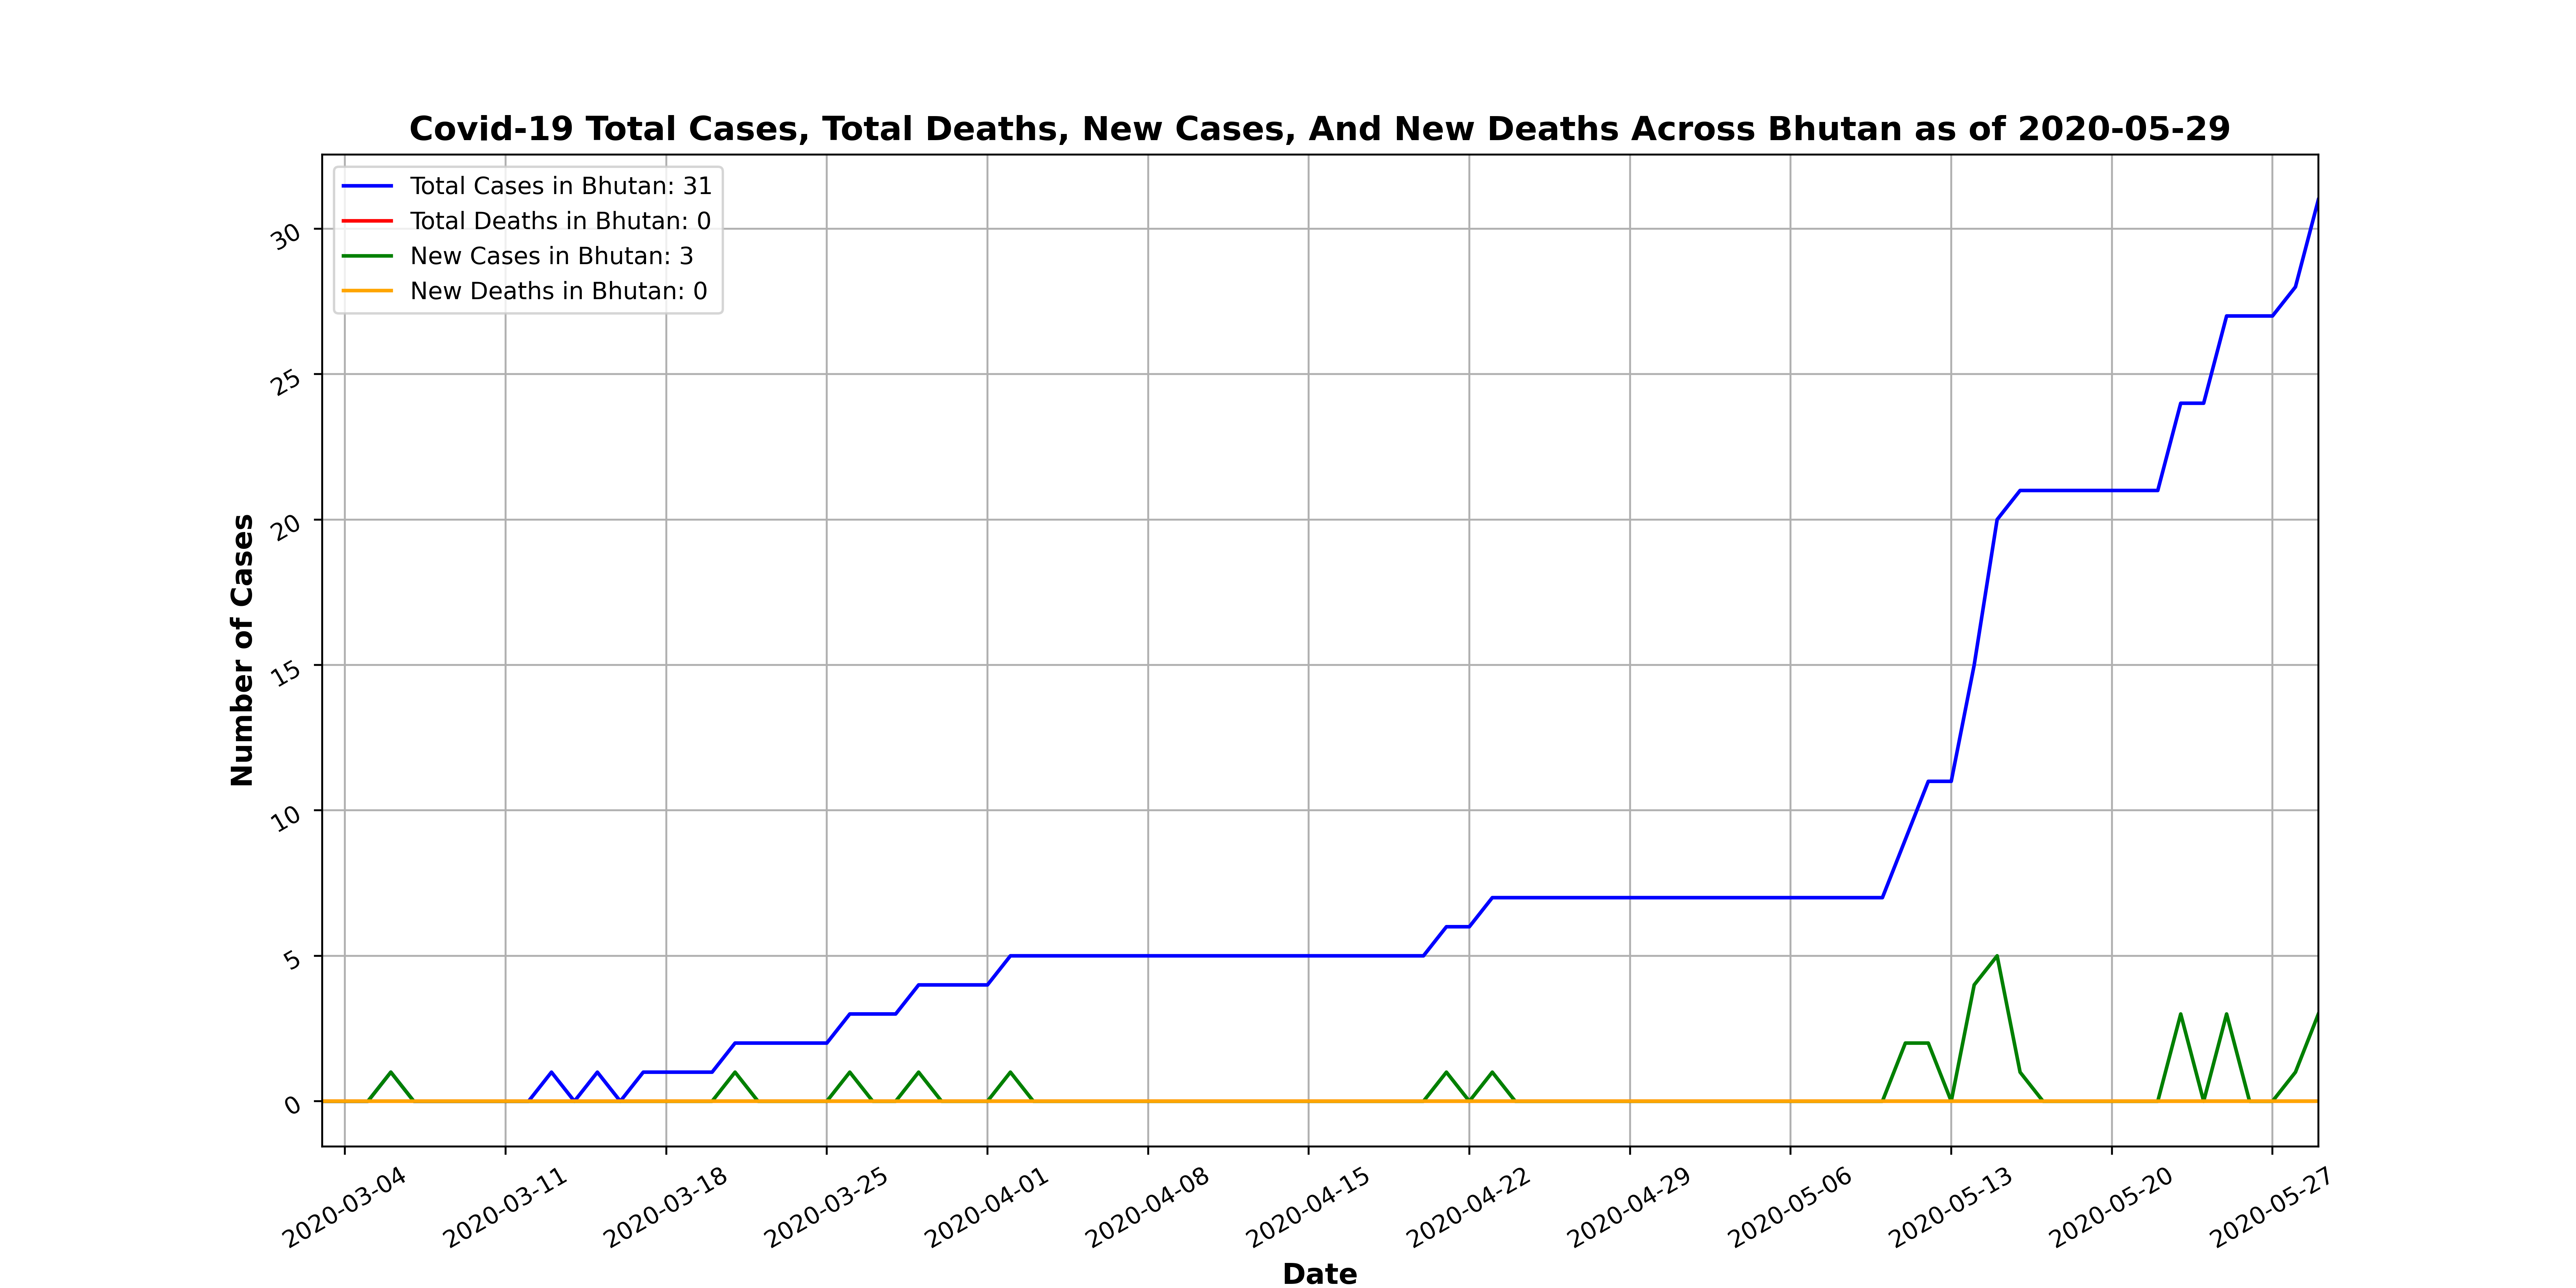 Covid-19 Total Cases, Total Deaths, New Cases, And New Deaths Across Bhutan as of 2020-05-29
Total Cases in Bhutan: 31
Total Deaths in Bhutan: 0
New Cases in Bhutan: 3
New Deaths in Bhutan: 0
Number of Cases
30
25
20
15
10
5
0
2020-03-04
2020-03-11
2020-03-18
2020-03-25
2020-04-01
2020-04-08
2020-04-15
2020-04-22
2020-04-29
2020-05-06
2020-05-13
2020-05-20
2020-05-27
Date